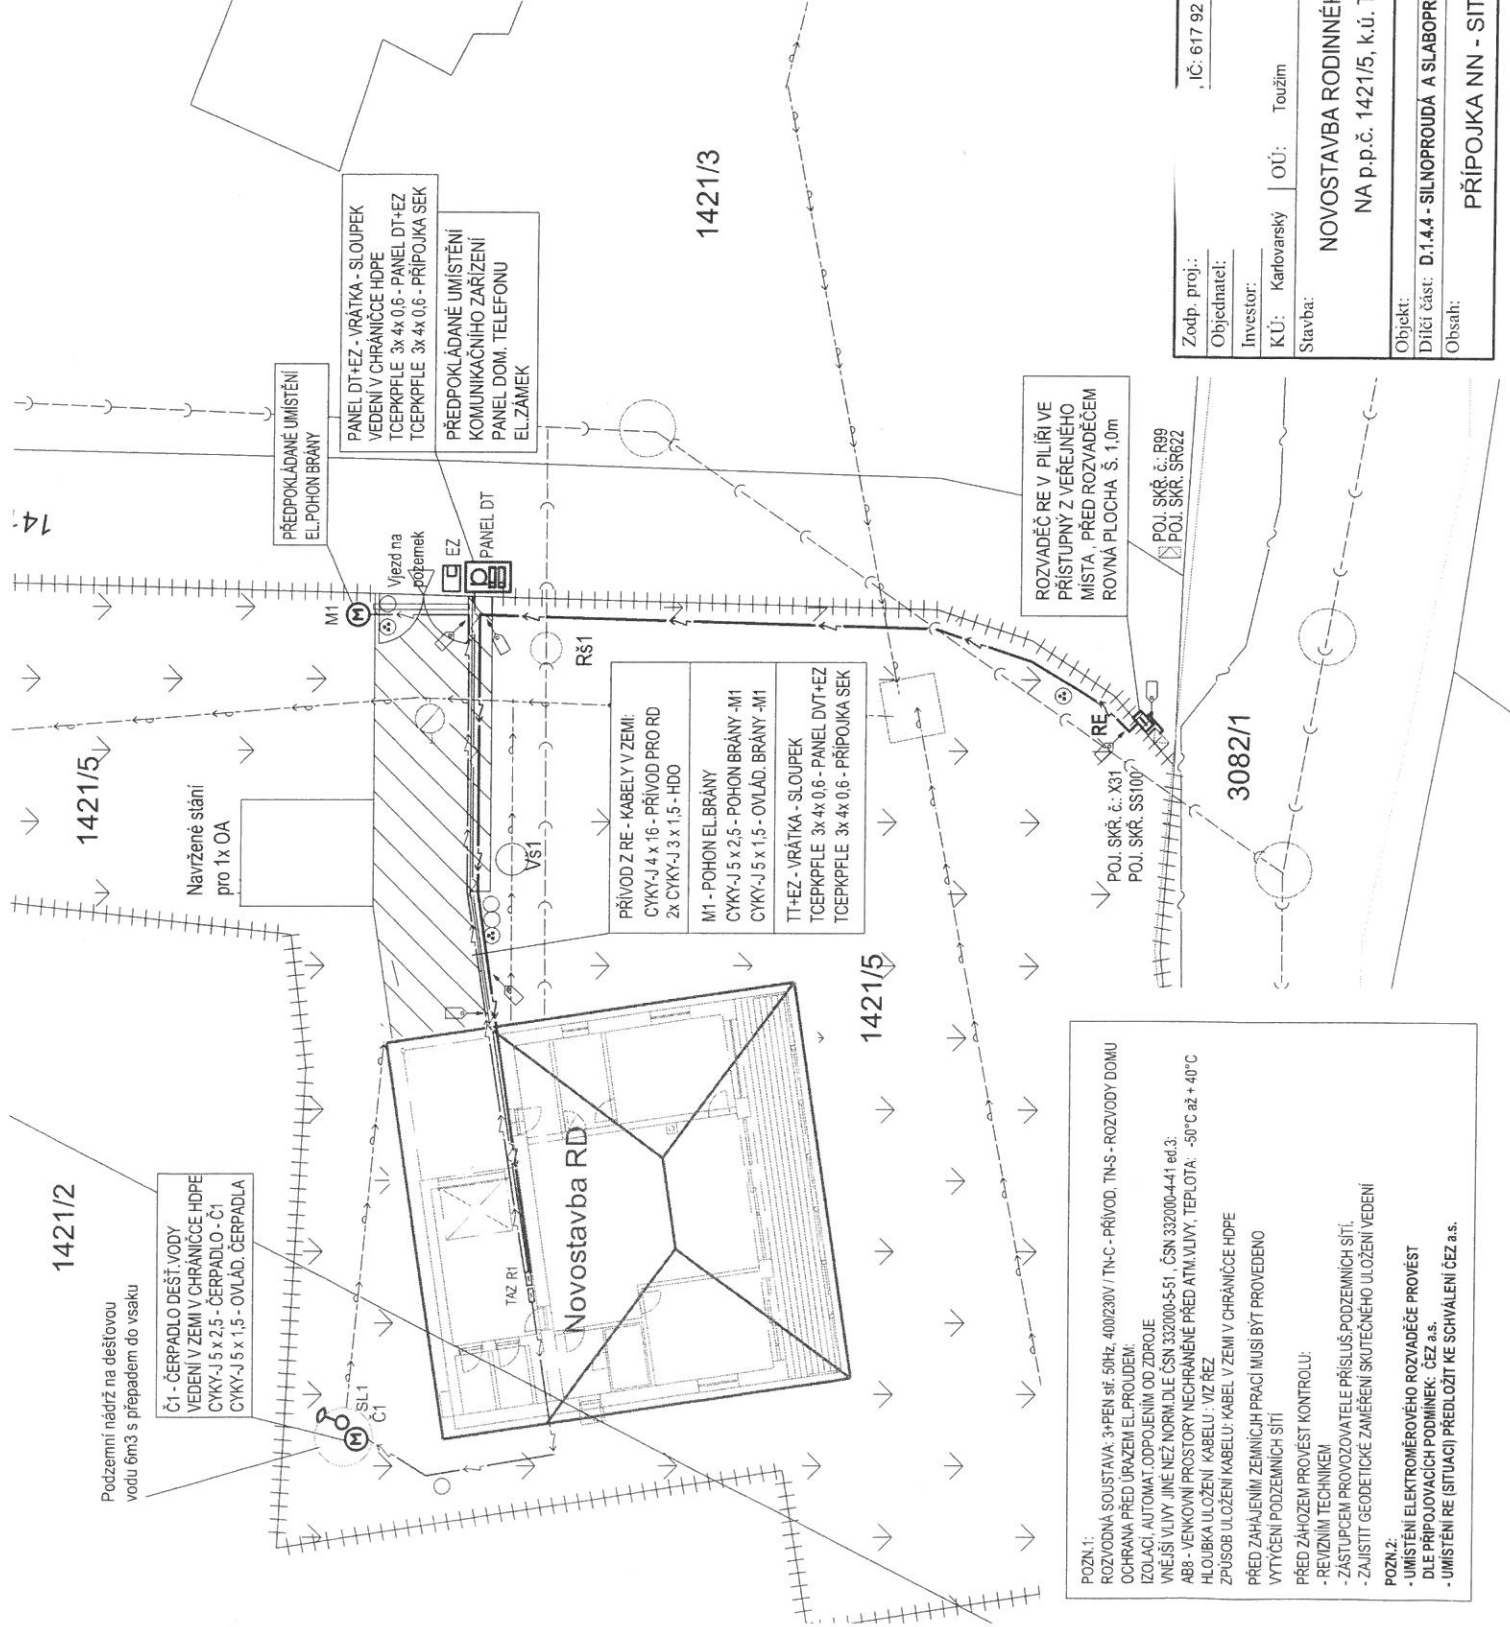 1421/2
Podzemní nádrž na dešťovou
vodu 6m3 s přepadem do vsaku
Č1 - ČERPADLO DEŠŤ.VODY
VEDENÍ V ZEMI V CHRÁNIČCE HDPE
CYKY-J 5 x 2,5 - ČERPADLO - Č1
CYKY-J 5 x 1,5 - OVLÁD. ČERPADLA
SL1
Č1
M
TAZ R1
Novostavba RD
1421/5
Navržené stání
pro 1x OA
PŘEDPOKLÁDANÉ UMÍSTĚNÍ
EL.POHON BRÁNY
M1
M
Vjezd na
pozemek
EZ
PANEL DT
PANEL DT+EZ - VRÁTKA - SLOUPEK
VEDENÍ V CHRÁNIČCE HDPE
TCEPKPFLE 3x 4x 0,6 - PANEL DT+EZ
TCEPKPFLE 3x 4x 0,6 - PŘÍPOJKA SEK
PŘEDPOKLÁDANÉ UMÍSTĚNÍ
KOMUNIKAČNÍHO ZAŘÍZENÍ
PANEL DOM. TELEFONU
EL.ZÁMEK
Rš1
Vš1
PŘÍVOD Z RE - KABELY V ZEMI:
CYKY-J 4 x 16 - PŘÍVOD PRO RD
2x CYKY-J 3 x 1,5 - HDO
M1 - POHON EL.BRÁNY
CYKY-J 5 x 2,5 - POHON BRÁNY -M1
CYKY-J 5 x 1,5 - OVLÁD. BRÁNY -M1
TT+EZ - VRÁTKA - SLOUPEK
TCEPKPFLE 3x 4x 0,6 - PANEL DVT+EZ
TCEPKPFLE 3x 4x 0,6 - PŘÍPOJKA SEK
1421/5
1421/3
ROZVADĚČ RE V PILÍŘI VE
PŘÍSTUPNÝ Z VEŘEJNÉHO
MÍSTA , PŘED ROZVADĚČEM
ROVNÁ PLOCHA Š. 1,0m
RE
POJ. SKŘ. č.: X31
POJ. SKŘ. SS100
POJ. SKŘ. č.: R99
POJ. SKŘ. SR622
3082/1
POZN.1:
ROZVODNÁ SOUSTAVA: 3+PEN stř. 50Hz, 400/230V / TN-C - PŘÍVOD, TN-S - ROZVODY DOMU
OCHRANA PŘED ÚRAZEM EL.PROUDEM:
IZOLACÍ, AUTOMAT.ODPOJENÍM OD ZDROJE
VNĚJŠÍ VLIVY JINÉ NEŽ NORM.DLE ČSN 332000-5-51 , ČSN 332000-4-41 ed.3:
AB8 - VENKOVNÍ PROSTORY NECHRÁNĚNÉ PŘED ATM.VLIVY, TEPLOTA: -50°C až + 40°C
HLOUBKA ULOŽENÍ KABELU : VIZ ŘEZ
ZPŮSOB ULOŽENÍ KABELU: KABEL V ZEMI V CHRÁNIČCE HDPE
PŘED ZAHÁJENÍM ZEMNÍCJH PRACÍ MUSÍ BÝT PROVEDENO
VYTÝČENÍ PODZEMNÍCH SÍTÍ
PŘED ZÁHOZEM PROVÉST KONTROLU:
- REVIZNÍM TECHNIKEM
- ZÁSTUPCEM PROVOZOVATELE PŘÍSLUŠ.PODZEMNÍCH SÍTÍ.
- ZAJISTIT GEODETICKÉ ZAMĚŘENÍ SKUTEČNÉHO ULOŽENÍ VEDENÍ
POZN.2:
- UMÍSTĚNÍ ELEKTROMĚROVÉHO ROZVADĚČE PROVÉST
DLE PŘIPOJOVACÍCH PODMÍNEK: ČEZ a.s.
- UMÍSTĚNÍ RE (SITUACI) PŘEDLOŽIT KE SCHVÁLENÍ ČEZ a.s.
, IČ: 617 92
Zodp. proj.:
Objednatel:
Investor:
KÚ: Karlovarský OÚ: Toužim
Stavba:
NOVOSTAVBA RODINNÉH
NA p.p.č. 1421/5, k.ú. T
Objekt:
Dílčí část: D.1.4.4 - SILNOPROUDÁ A SLABOPR
Obsah:
PŘÍPOJKA NN - SIT